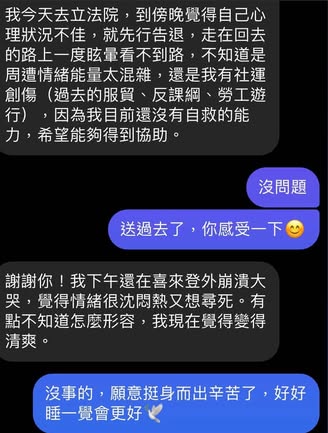 我今天去立法院，到傍晚覺得自己心
理狀況不佳，就先行告退，走在回去
的路上一度眩暈看不到路，不知道是
周遭情緒能量太混雜，還是我有社運
創傷（過去的服貿、反課綱、勞工遊
行），因為我目前還沒有自救的能
力，希望能夠得到協助。
沒問題
送過去了，你感受一下😊
謝謝你！我下午還在喜來登外崩潰大
哭，覺得情緒很沈悶熱又想尋死。有
點不知道怎麼形容，我現在覺得變得
清爽。
沒事的，願意挺身而出辛苦了，好好
睡一覺會更好🕊️